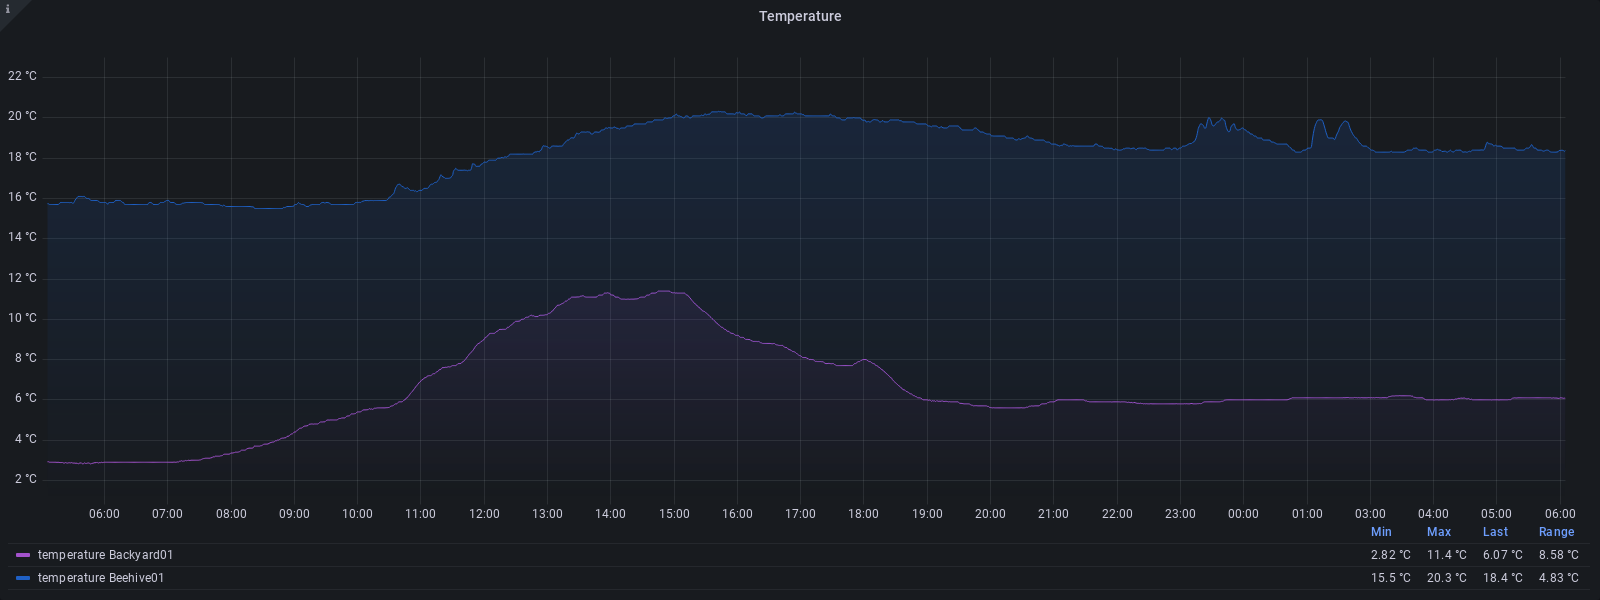 i
Temperature
22 °C
20 °C
18 °C
16 °C
14 °C
12 °C
10 °C
8 °C
6 °C
4 °C
2 °C
06:00 07:00 08:00 09:00 10:00 11:00 12:00 13:00 14:00 15:00 16:00 17:00 18:00 19:00 20:00 21:00 22:00 23:00 00:00 01:00 02:00 03:00 04:00 05:00 06:00
Min Max Last Range
temperature Backyard01 2.82 °C 11.4 °C 6.07 °C 8.58 °C
temperature Beehive01 15.5 °C 20.3 °C 18.4 °C 4.83 °C